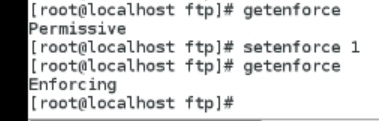 [root@localhost ftp]# getenforce
Permissive
[root@localhost ftp]# setenforce 1
[root@localhost ftp]# getenforce
Enforcing
[root@localhost ftp]#